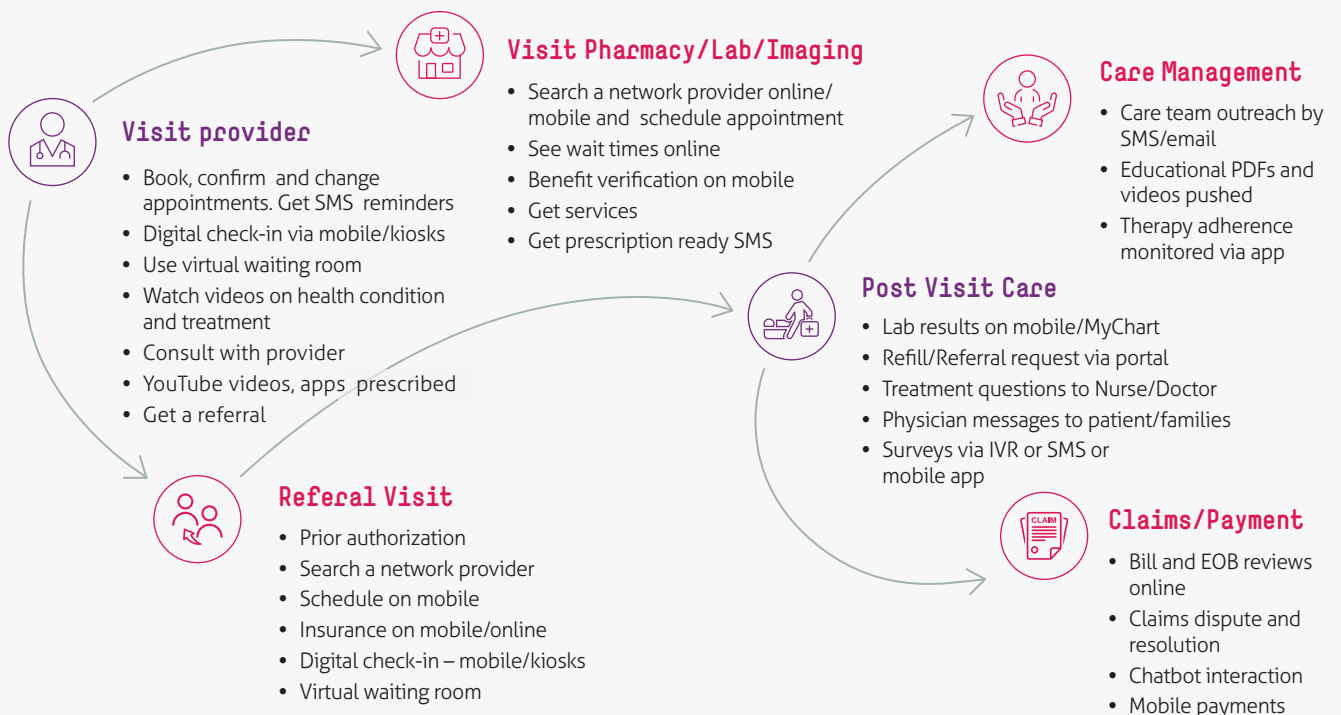 Visit provider
• Book, confirm and change
appointments. Get SMS reminders
• Digital check-in via mobile/kiosks
• Use virtual waiting room
• Watch videos on health condition
and treatment
• Consult with provider
• YouTube videos, apps prescribed
• Get a referral
Visit Pharmacy/Lab/Imaging
• Search a network provider online/
mobile and schedule appointment
• See wait times online
• Benefit verification on mobile
• Get services
• Get prescription ready SMS
Referal Visit
• Prior authorization
• Search a network provider
• Schedule on mobile
• Insurance on mobile/online
• Digital check-in – mobile/kiosks
• Virtual waiting room
Post Visit Care
• Lab results on mobile/MyChart
• Refill/Referral request via portal
• Treatment questions to Nurse/Doctor
• Physician messages to patient/families
• Surveys via IVR or SMS or
mobile app
Care Management
• Care team outreach by
SMS/email
• Educational PDFs and
videos pushed
• Therapy adherence
monitored via app
CLAIM
Claims/Payment
• Bill and EOB reviews
online
• Claims dispute and
resolution
• Chatbot interaction
• Mobile payments